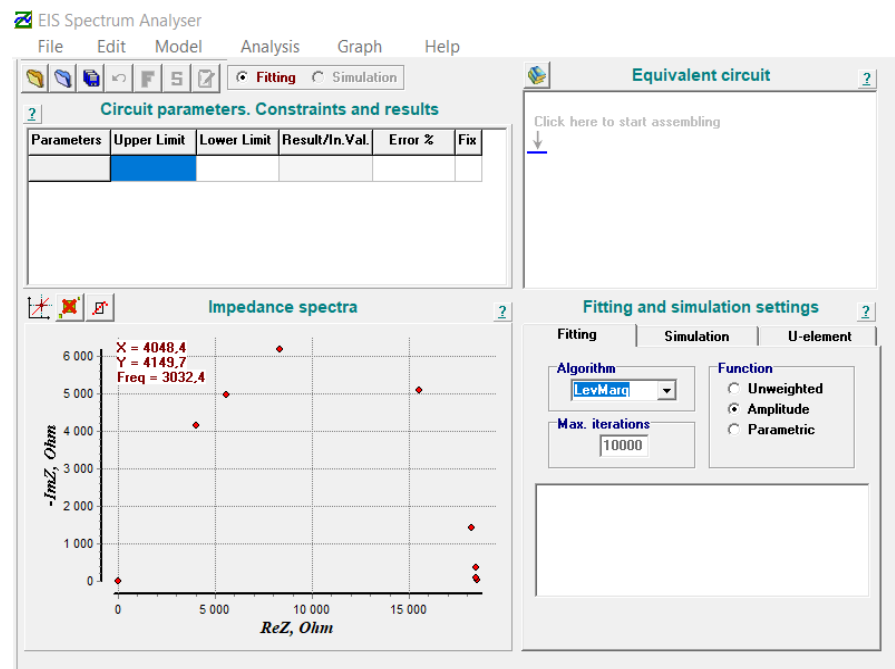 EIS Spectrum Analyser
File Edit Model Analysis Graph Help
F S Fitting Simulation
? Circuit parameters. Constraints and results
Parameters Upper Limit Lower Limit Result/In.Val. Error % Fix
Equivalent circuit ?
Click here to start assembling
Impedance spectra ?
X = 4048,4
Y = 4149,7
Freq = 3032,4
6 000
5 000
4 000
3 000
2 000
1 000
0
-ImZ, Ohm
0 5 000 10 000 15 000
ReZ, Ohm
Fitting and simulation settings ?
Fitting Simulation U-element
Algorithm
LevMarq
Max. iterations
10000
Function
Unweighted
Amplitude
Parametric